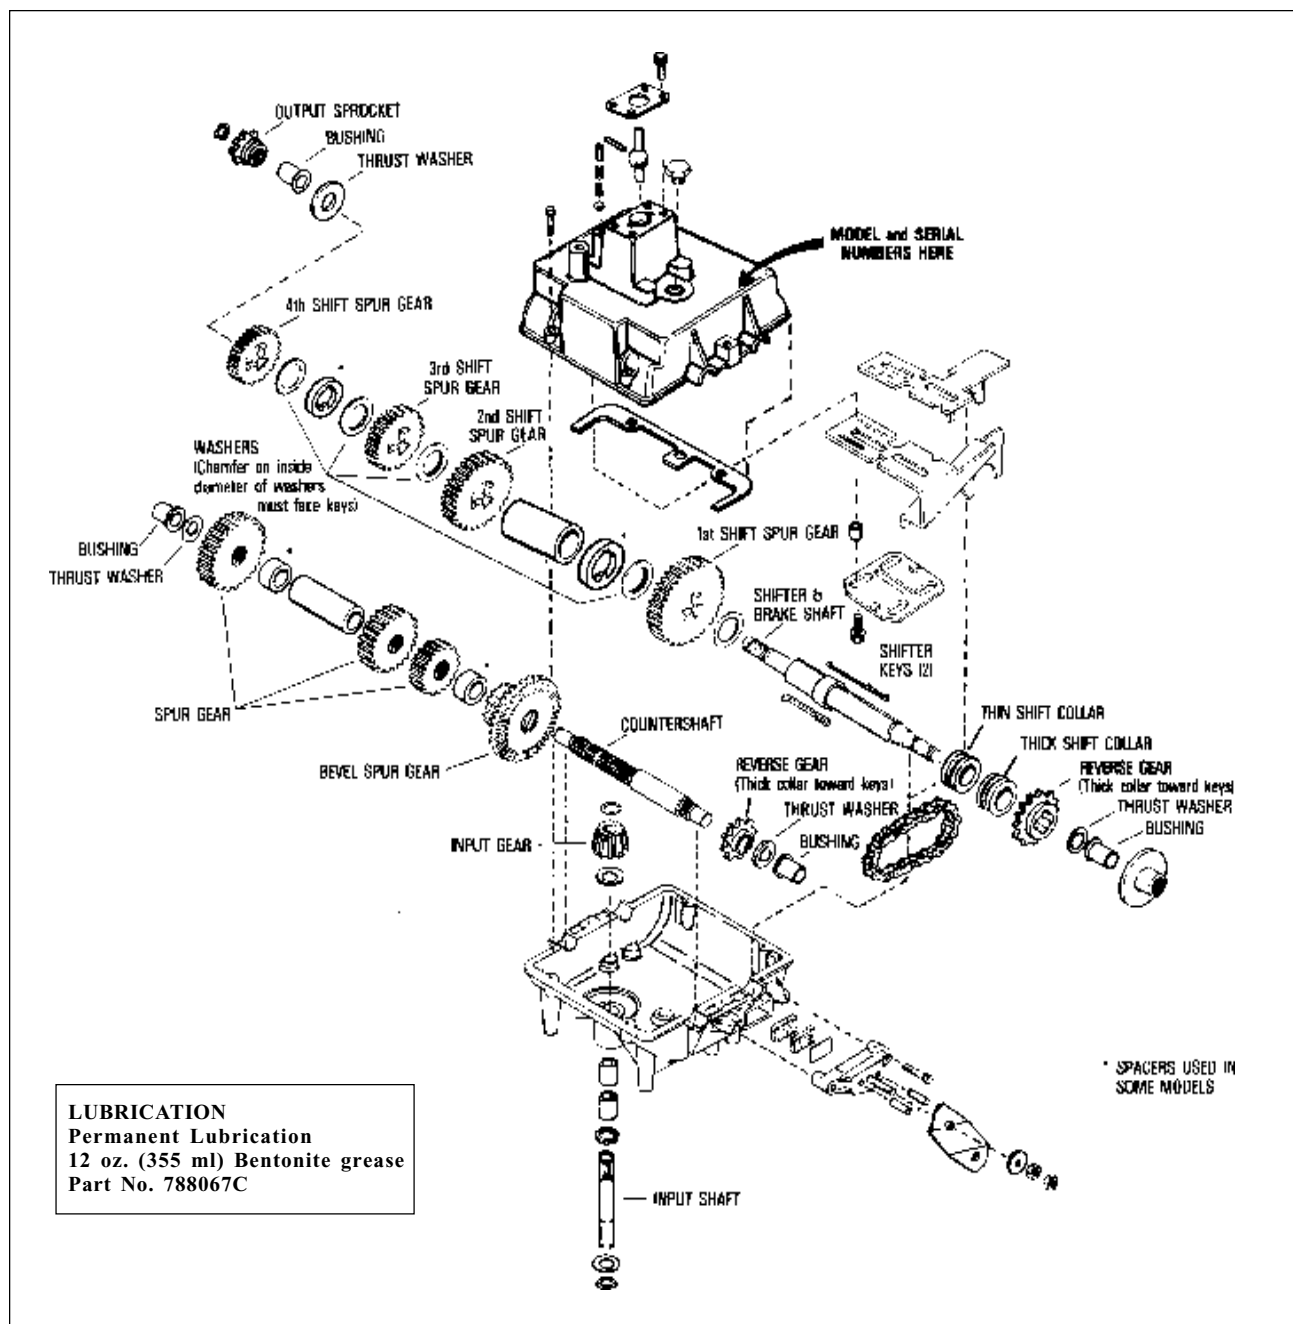 OUTPUT SPROCKET
BUSHING
THRUST WASHER
MODEL and SERIAL
NUMBERS HERE
4th SHIFT SPUR GEAR
3rd SHIFT
SPUR GEAR
2nd SHIFT
SPUR GEAR
WASHERS
(Chamfer on inside
diameter of washers
must face keys)
1st SHIFT SPUR GEAR
BUSHING
THRUST WASHER
SHIFTER &
BRAKE SHAFT
SHIFTER
KEYS (2)
SPUR GEAR
COUNTERSHAFT
THIN SHIFT COLLAR
THICK SHIFT COLLAR
BEVEL SPUR GEAR
REVERSE GEAR
(Thick collar toward keys)
THRUST WASHER
BUSHING
REVERSE GEAR
(Thick collar toward keys)
THRUST WASHER
BUSHING
INPUT GEAR
* SPACERS USED IN
SOME MODELS
LUBRICATION
Permanent Lubrication
12 oz. (355 ml) Bentonite grease
Part No. 788067C
INPUT SHAFT